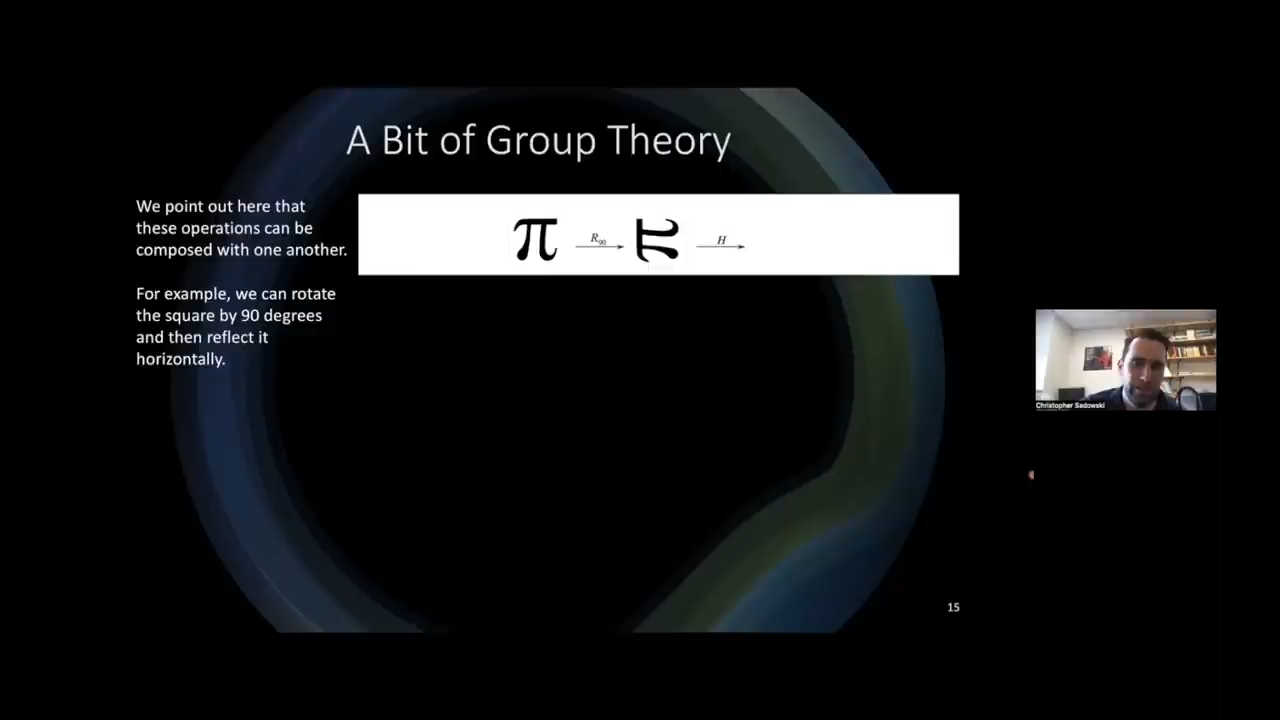 A Bit of Group Theory
We point out here that
these operations can be
composed with one another.
For example, we can rotate
the square by 90 degrees
and then reflect it
horizontally.
π R₉₀ π H
15
Christopher Sadowski